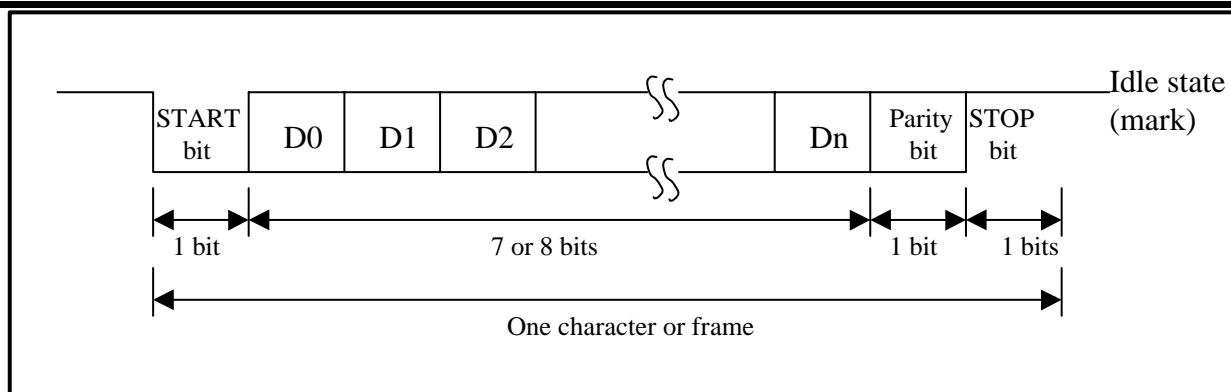 Idle state
(mark)
START
bit
D0
D1
D2
Dn
Parity
bit
STOP
bit
1 bit
7 or 8 bits
1 bit
1 bits
One character or frame